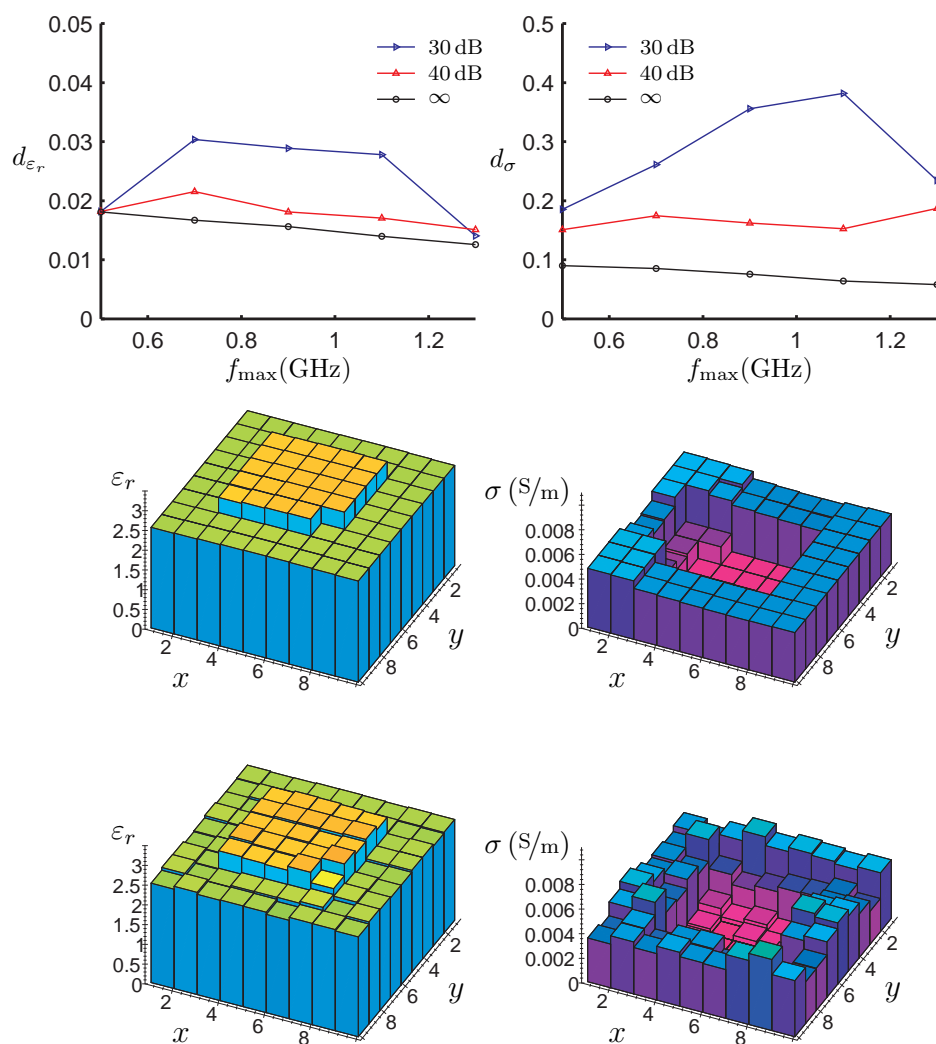 0.05
0.04
0.03
0.02
0.01
0
d_{ε_r}
0.6 0.8 1 1.2
f_max(GHz)
30 dB
40 dB
∞
0.5
0.4
0.3
0.2
0.1
0
d_σ
0.6 0.8 1 1.2
f_max(GHz)
30 dB
40 dB
∞
ε_r
3
2.5
2
1.5
1
0.5
0
2 4 6 8
x
2
4
6
8
y
σ (S/m)
0.008
0.006
0.004
0.002
0
2 4 6 8
x
2
4
6
8
y
ε_r
3
2.5
2
1.5
1
0.5
0
2 4 6 8
x
2
4
6
8
y
σ (S/m)
0.008
0.006
0.004
0.002
0
2 4 6 8
x
2
4
6
8
y